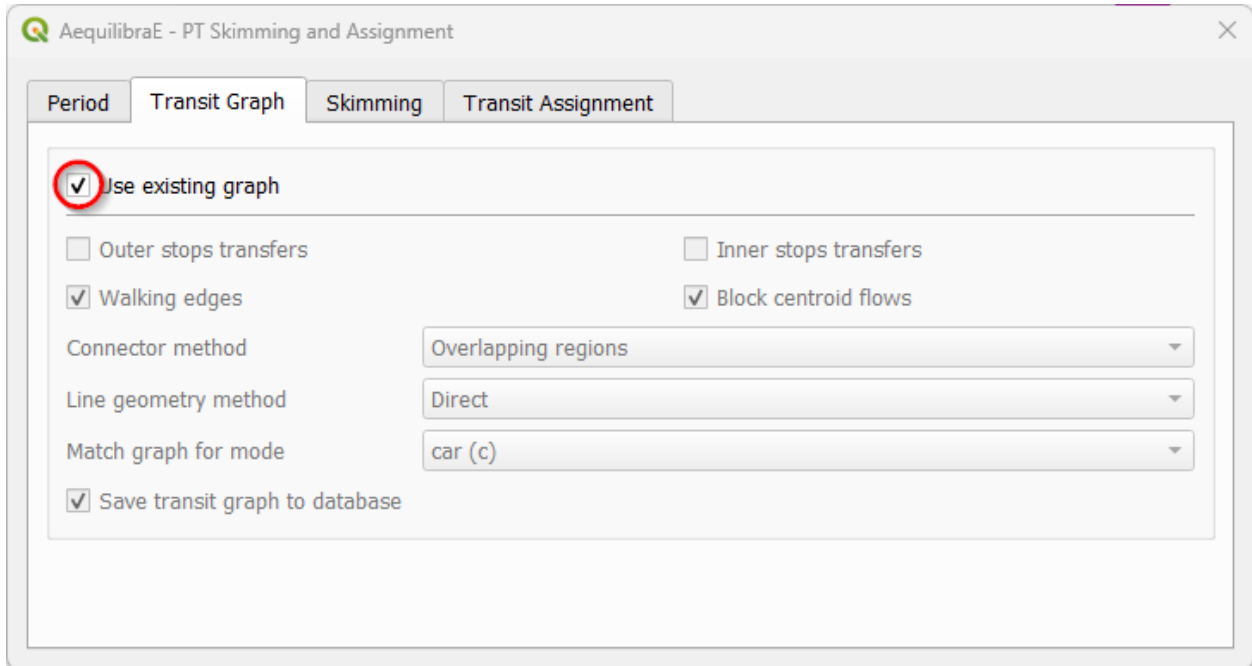 AequilibraE - PT Skimming and Assignment
Period Transit Graph Skimming Transit Assignment
Use existing graph
Outer stops transfers Inner stops transfers
Walking edges Block centroid flows
Connector method Overlapping regions
Line geometry method Direct
Match graph for mode car (c)
Save transit graph to database